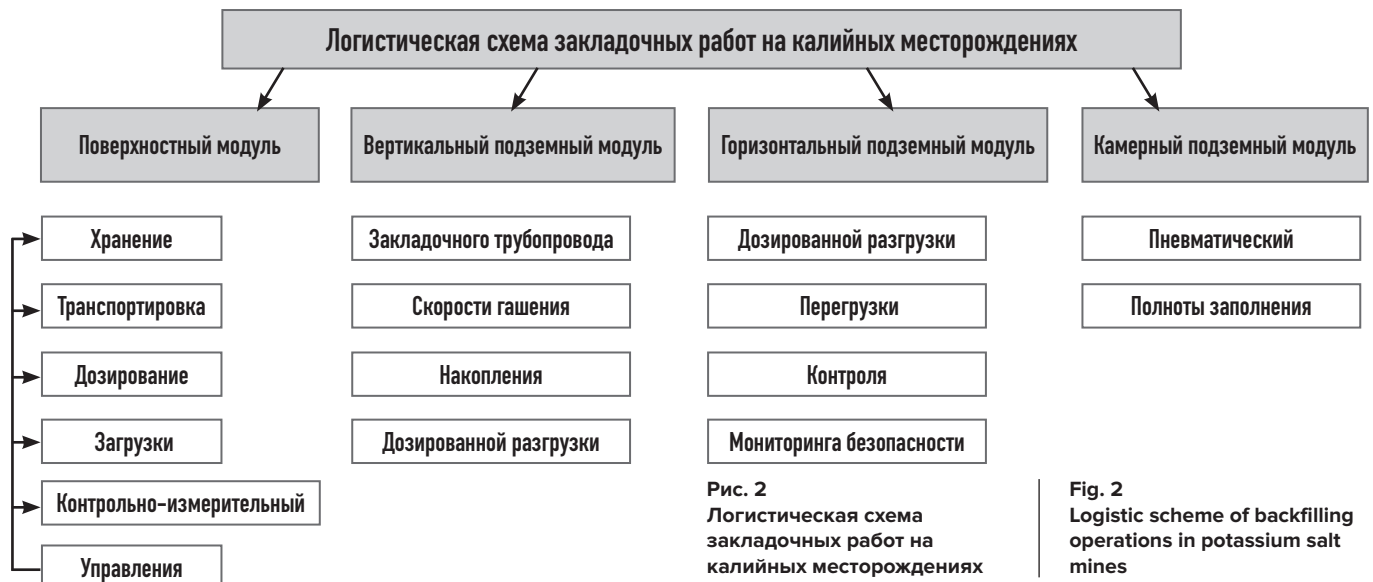 Логистическая схема закладочных работ на калийных месторождениях
Поверхностный модуль
Вертикальный подземный модуль
Горизонтальный подземный модуль
Камерный подземный модуль
Хранение
Закладочного трубопровода
Дозированной разгрузки
Пневматический
Транспортировка
Скорости гашения
Перегрузки
Полноты заполнения
Дозирование
Накопления
Контроля
Загрузки
Дозированной разгрузки
Мониторинга безопасности
Контрольно-измерительный
Управления
Рис. 2
Логистическая схема
закладочных работ на
калийных месторождениях
Fig. 2
Logistic scheme of backfilling
operations in potassium salt
mines